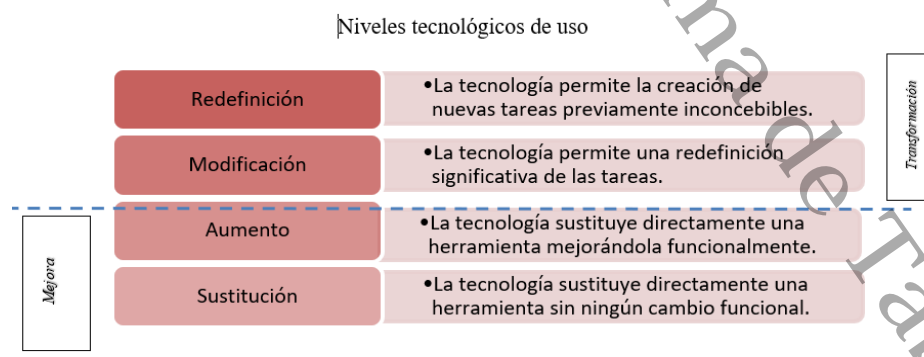 Niveles tecnológicos de uso
Redefinición
•La tecnología permite la creación de
nuevas tareas previamente inconcebibles.
Transformación
Modificación
•La tecnología permite una redefinición
significativa de las tareas.
Aumento
•La tecnología sustituye directamente una
herramienta mejorándola funcionalmente.
Mejora
Sustitución
•La tecnología sustituye directamente una
herramienta sin ningún cambio funcional.
de